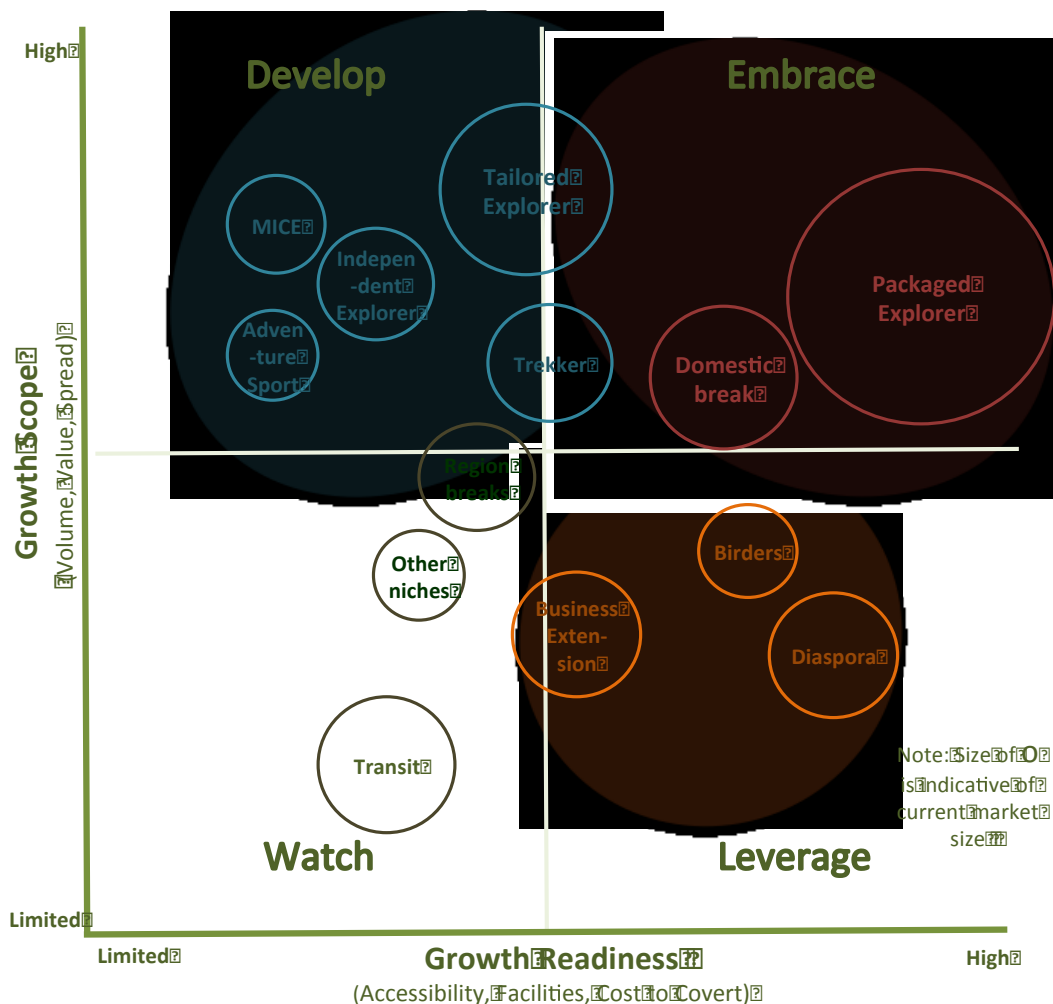 High
Develop
Embrace
Tailored
Explorer
MICE
Indepen
-dent
Explorer
Packaged
Explorer
Adven
-ture
Sport
Trekker
Domestic
break
Growth Scope
(Volume, Value, Spread)
Region
breaks
Other
niches
Birders
Business
Exten-
sion
Diaspora
Transit
Note: Size of O
is indicative of
current market
size
Watch
Leverage
Limited
Limited
Growth Readiness
High
(Accessibility, Facilities, Cost to Covert)